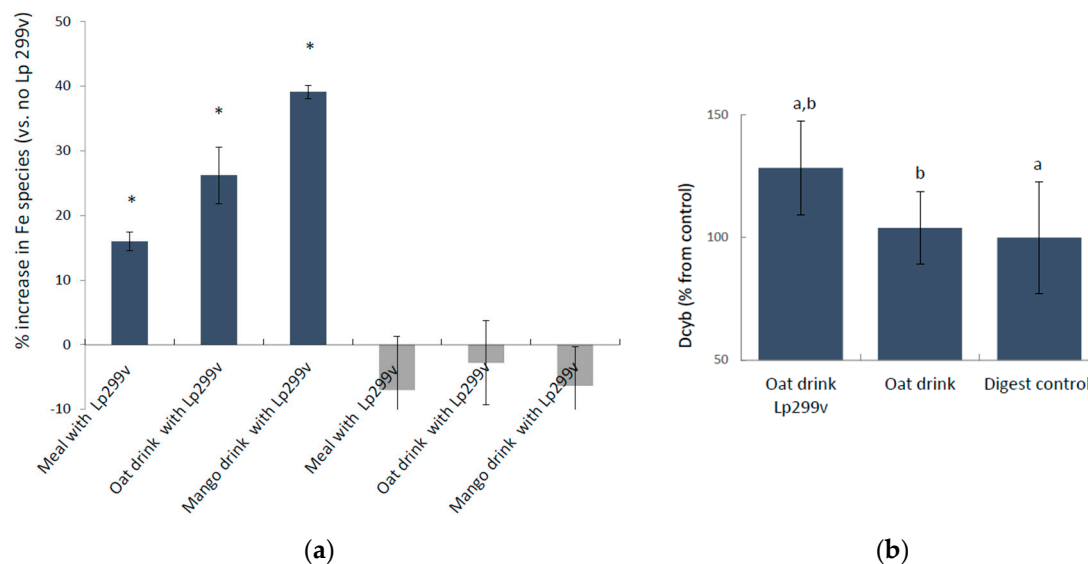 % increase in Fe species (vs. no Lp 299v)
50
40
30
20
10
0
-10
*
*
*
Meal with Lp299v
Oat drink with Lp299v
Mango drink with Lp299v
Meal with Lp299v
Oat drink with Lp299v
Mango drink with Lp299v
(a)
Dcyb (% from control)
150
100
50
a,b
b
a
Oat drink
Lp299v
Oat drink
Digest control
(b)